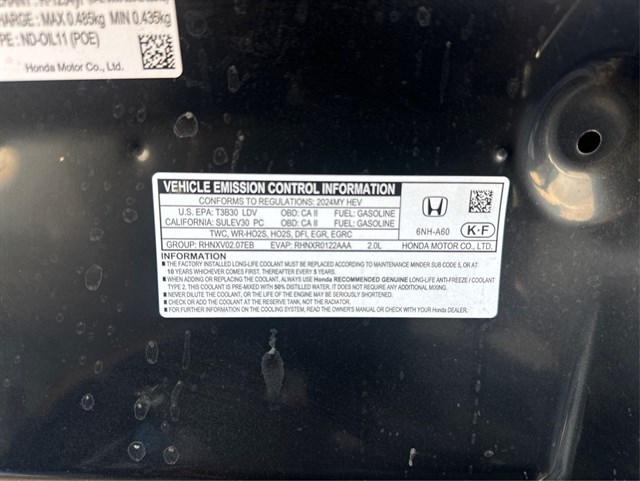 CHARGE : MAX 0.485kg MIN 0.435kg
TYPE : ND-OIL11 (POE)
Honda Motor Co., Ltd.
VEHICLE EMISSION CONTROL INFORMATION
CONFORMS TO REGULATIONS: 2024MY HEV
U.S. EPA: T3B30 LDV OBD: CA II FUEL: GASOLINE
CALIFORNIA: SULEV30 PC OBD: CA II FUEL: GASOLINE
TWC, WR-HO2S, HO2S, DFI, EGR, EGRC
GROUP: RHNXV02.07EB EVAP: RHNXR0122AAA 2.0L
6NH-A60 K·F
HONDA MOTOR CO., LTD.
INFORMATION
■ THE FACTORY INSTALLED LONG-LIFE COOLANT MUST BE REPLACED ACCORDING TO MAINTENANCE MINDER SUB CODE 5, OR AT
10 YEARS WHICHEVER COMES FIRST, THEREAFTER EVERY 5 YEARS.
■ WHEN ADDING OR REPLACING THE COOLANT, ALWAYS USE Honda RECOMMENDED GENUINE LONG-LIFE ANTI-FREEZE / COOLANT
TYPE 2. THIS IS PRE-MIXED WITH 50% DISTILLED WATER, IT DOES NOT REQUIRE ANY ADDITIONAL MIXING.
■ NEVER DILUTE WITH WATER, OR THE LIFE OF THE ENGINE MAY BE SERIOUSLY SHORTENED.
■ CHECK OR ADD THE COOLANT AT THE RESERVE TANK, NOT THE RADIATOR.
■ FOR FURTHER INFORMATION ON THE COOLING SYSTEM, READ THE OWNER'S MANUAL OR CHECK WITH YOUR Honda DEALER.